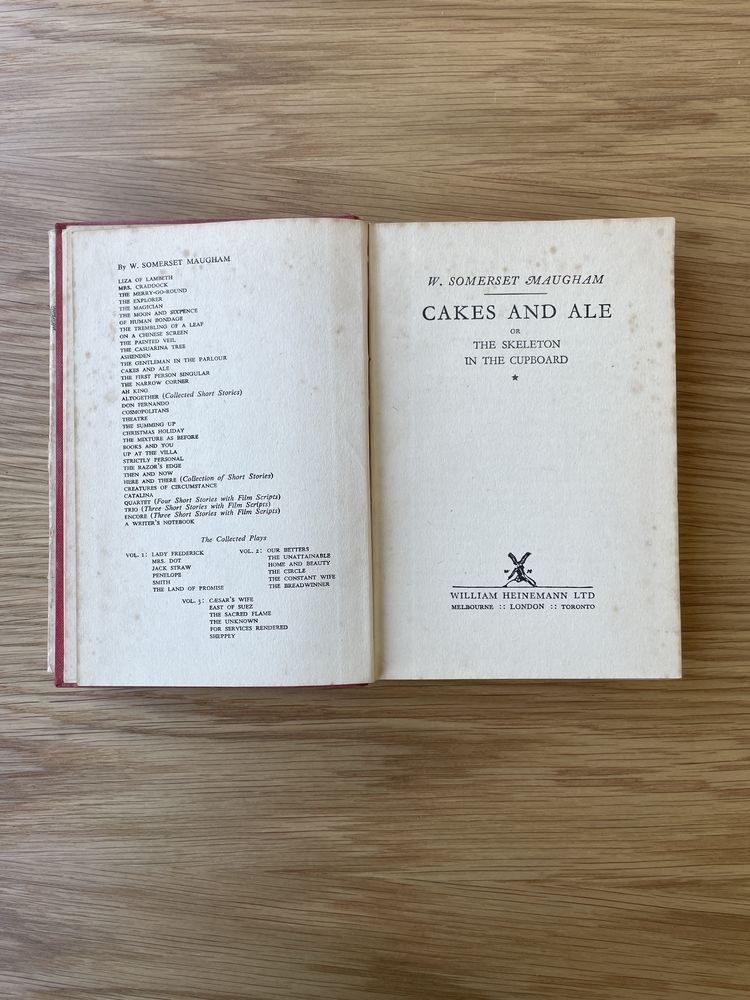 By W. SOMERSET MAUGHAM
LIZA OF LAMBETH
MRS. CRADDOCK
THE MERRY-GO-ROUND
THE EXPLORER
THE MAGICIAN
THE MOON AND SIXPENCE
OF HUMAN BONDAGE
THE TREMBLING OF A LEAF
ON A CHINESE SCREEN
THE PAINTED VEIL
THE CASUARINA TREE
ASHENDEN
THE GENTLEMAN IN THE PARLOUR
CAKES AND ALE
THE FIRST PERSON SINGULAR
THE NARROW CORNER
AH KING
ALTOGETHER (Collected Short Stories)
DON FERNANDO
COSMOPOLITANS
THEATRE
THE SUMMING UP
CHRISTMAS HOLIDAY
THE MIXTURE AS BEFORE
BOOKS AND YOU
UP AT THE VILLA
STRICTLY PERSONAL
THE RAZOR'S EDGE
THEN AND NOW
HERE AND THERE (Collection of Short Stories)
CREATURES OF CIRCUMSTANCE
CATALINA
QUARTET (Four Short Stories with Film Scripts)
TRIO (Three Short Stories with Film Scripts)
ENCORE (Three Short Stories with Film Scripts)
A WRITER'S NOTEBOOK
The Collected Plays
VOL. 1: LADY FREDERICK
MRS. DOT
JACK STRAW
PENELOPE
SMITH
THE LAND OF PROMISE
VOL. 2: OUR BETTERS
THE UNATTAINABLE
HOME AND BEAUTY
THE CIRCLE
THE CONSTANT WIFE
THE BREADWINNER
VOL. 3: CÆSAR'S WIFE
EAST OF SUEZ
THE SACRED FLAME
THE UNKNOWN
FOR SERVICES RENDERED
SHEPPEY
W. SOMERSET MAUGHAM
CAKES AND ALE
OR
THE SKELETON
IN THE CUPBOARD
★
W H
WILLIAM HEINEMANN LTD
MELBOURNE :: LONDON :: TORONTO